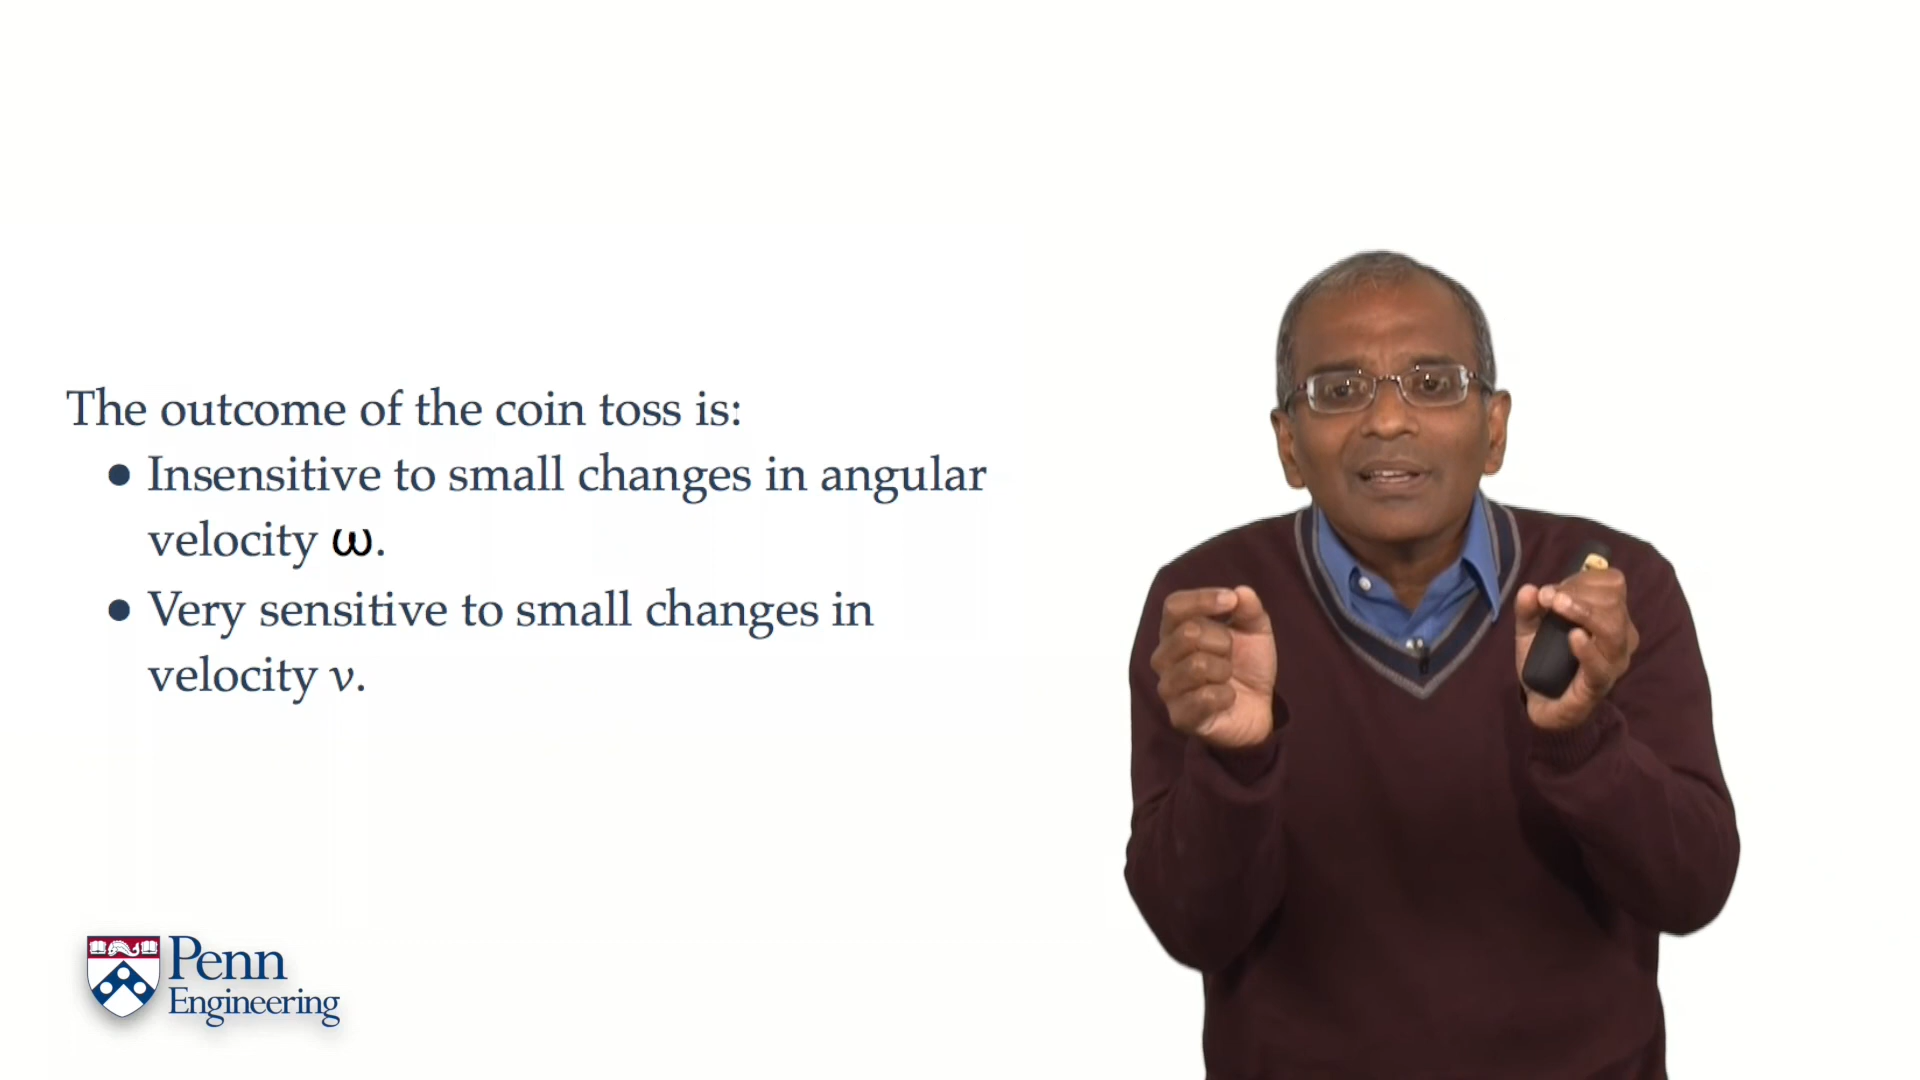 The outcome of the coin toss is:
● Insensitive to small changes in angular
velocity ω.
● Very sensitive to small changes in
velocity v.
Penn
Engineering